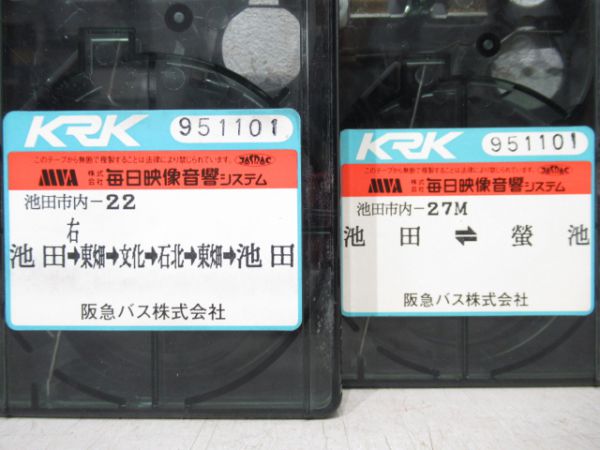 KRK 951101
このテープから無断で複製することは法律により禁じられています。 JASRAC
MVA 株式会社 毎日映像音響システム
池田市内-22
右
池田➡東畑➡文化➡石北➡東畑➡池田
阪急バス株式会社
KRK 951101
このテープから無断で複製することは法律により禁じられています。 JASRAC
MVA 株式会社 毎日映像音響システム
池田市内-27M
池田 ⇌ 螢池
阪急バス株式会社